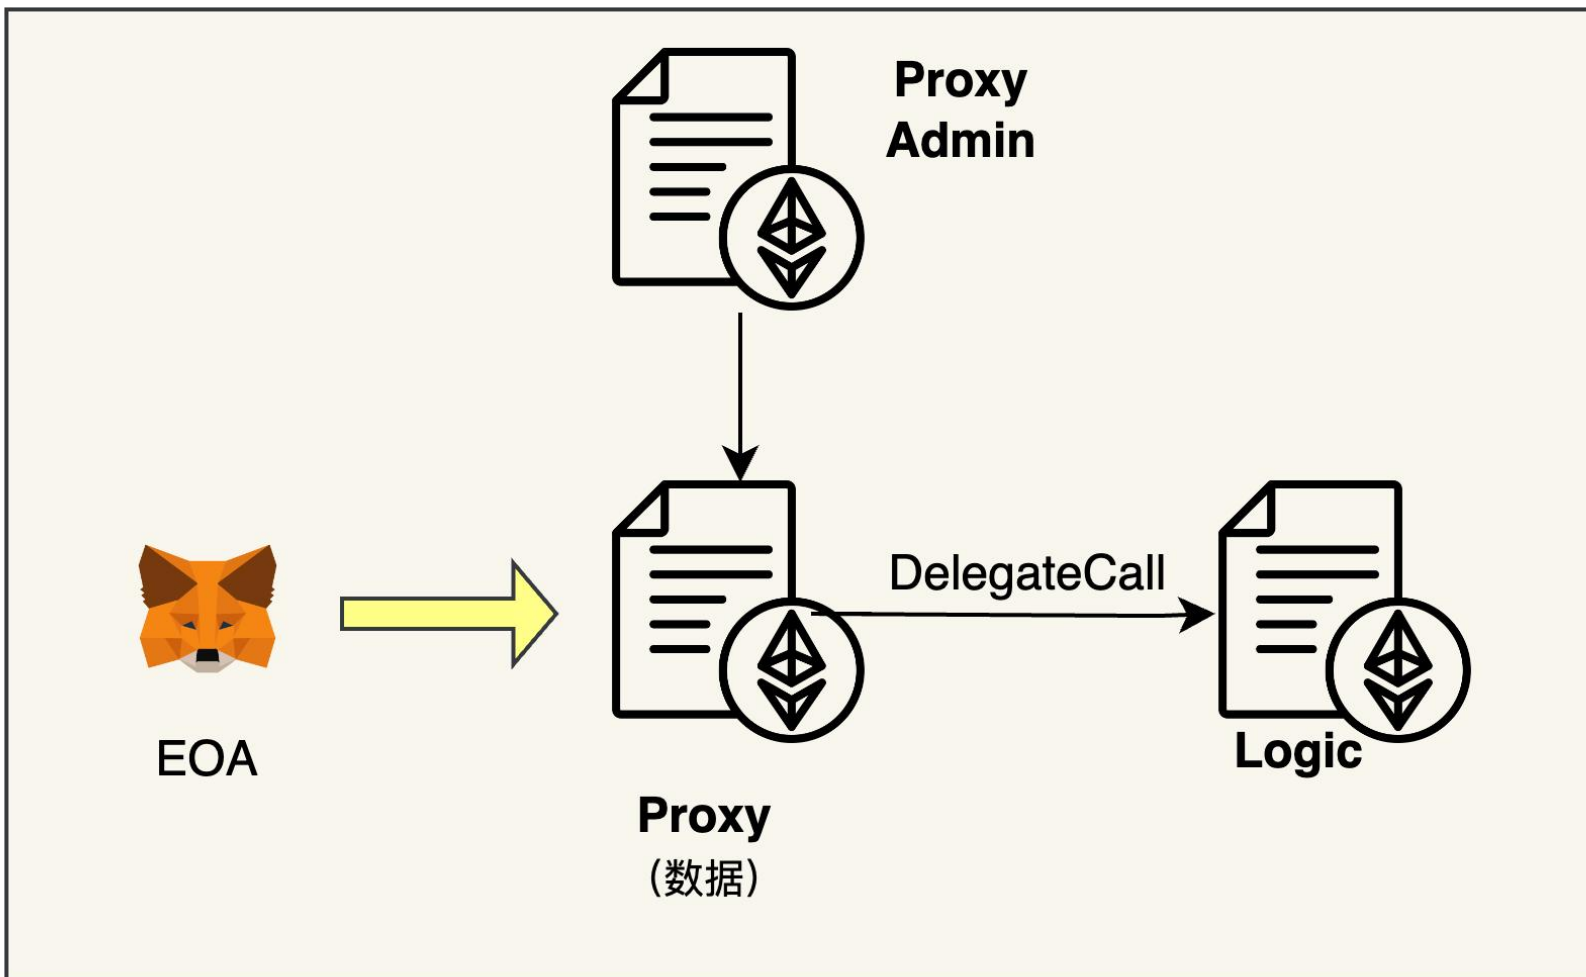 Proxy
Admin
DelegateCall
EOA
Logic
Proxy
（数据）